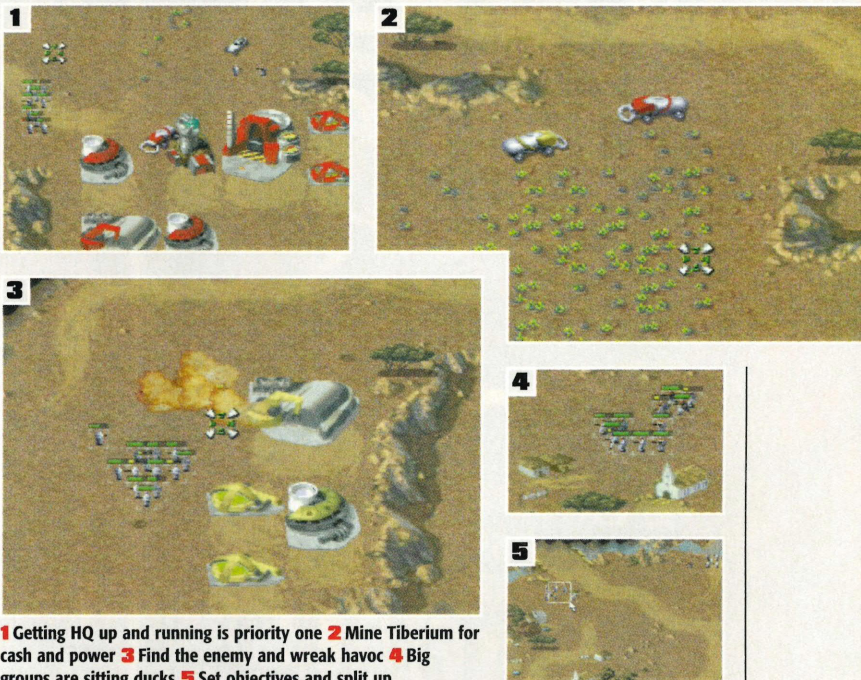 1
2
3
4
5
1 Getting HQ up and running is priority one 2 Mine Tiberium for
cash and power 3 Find the enemy and wreak havoc 4 Big
groups are sitting ducks 5 Set objectives and split up